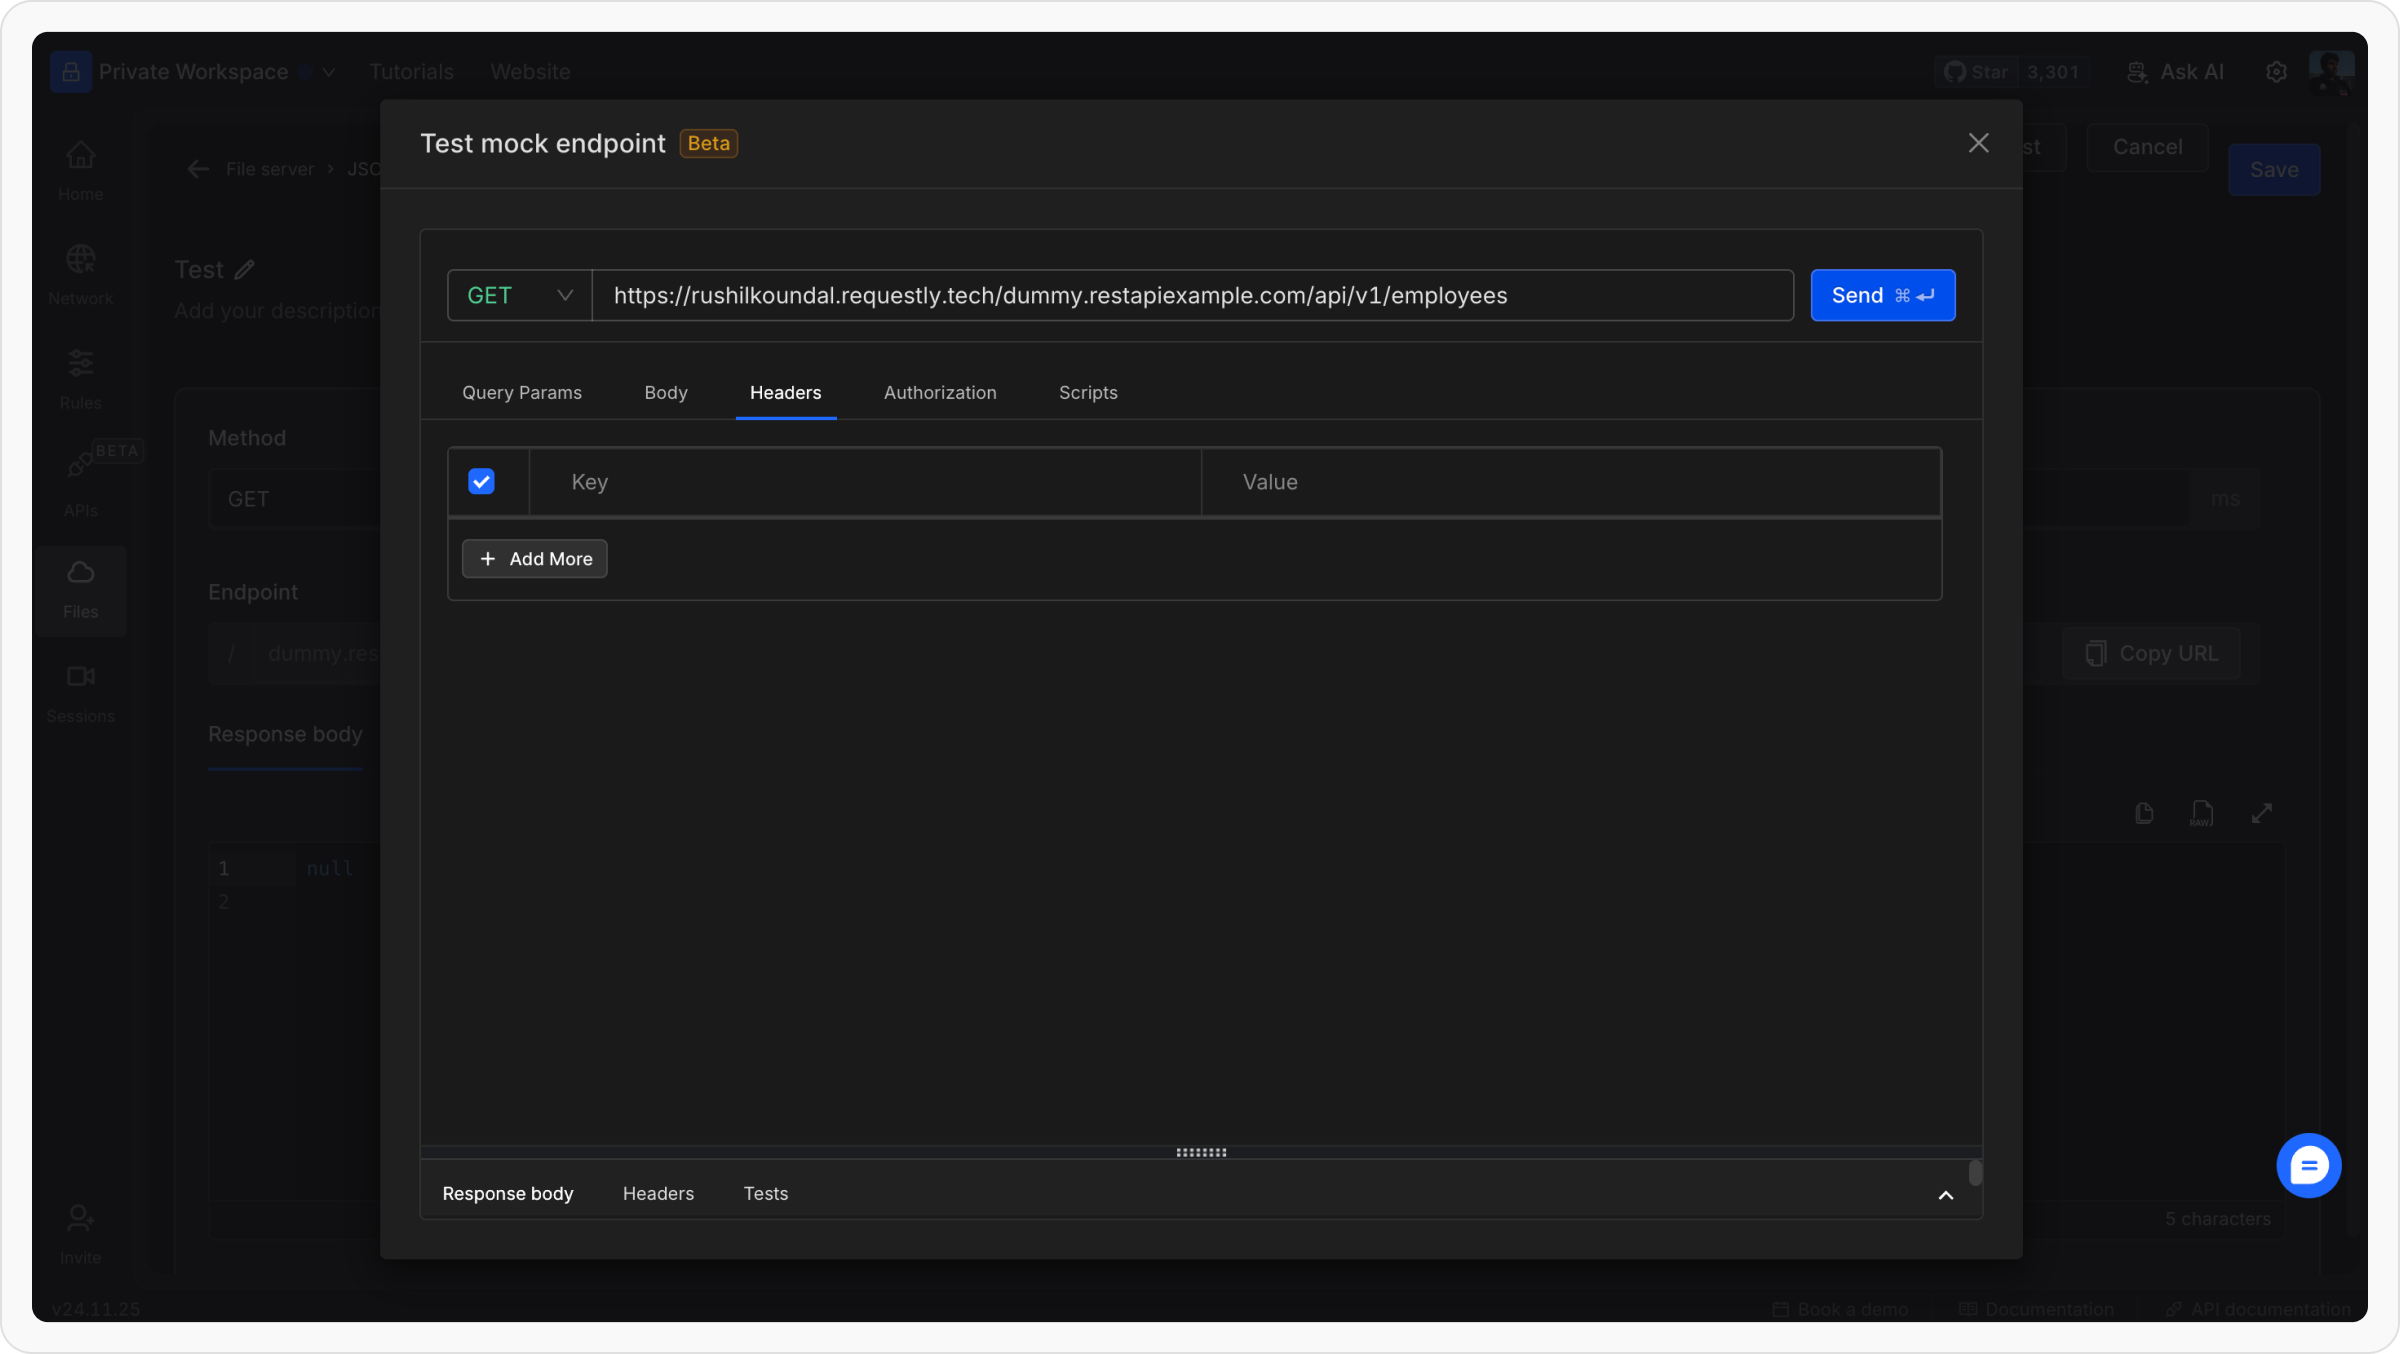 Private Workspace Tutorials Website Star 3,301 Ask AI
Test mock endpoint Beta
File server > JSC Cancel Save
Home
Test
Add your description
Network
GET https://rushilkoundal.requestly.tech/dummy.restapiexample.com/api/v1/employees Send ⌘
Query Params Body Headers Authorization Scripts
Rules
Method
BETA
Key Value
GET ms
APIs
+ Add More
Endpoint
Files
/ dummy.res Copy URL
Sessions
Response body
RAW
1 null
2
Response body Headers Tests
5 characters
Invite
v24.11.25 Book a demo Documentation API documentation